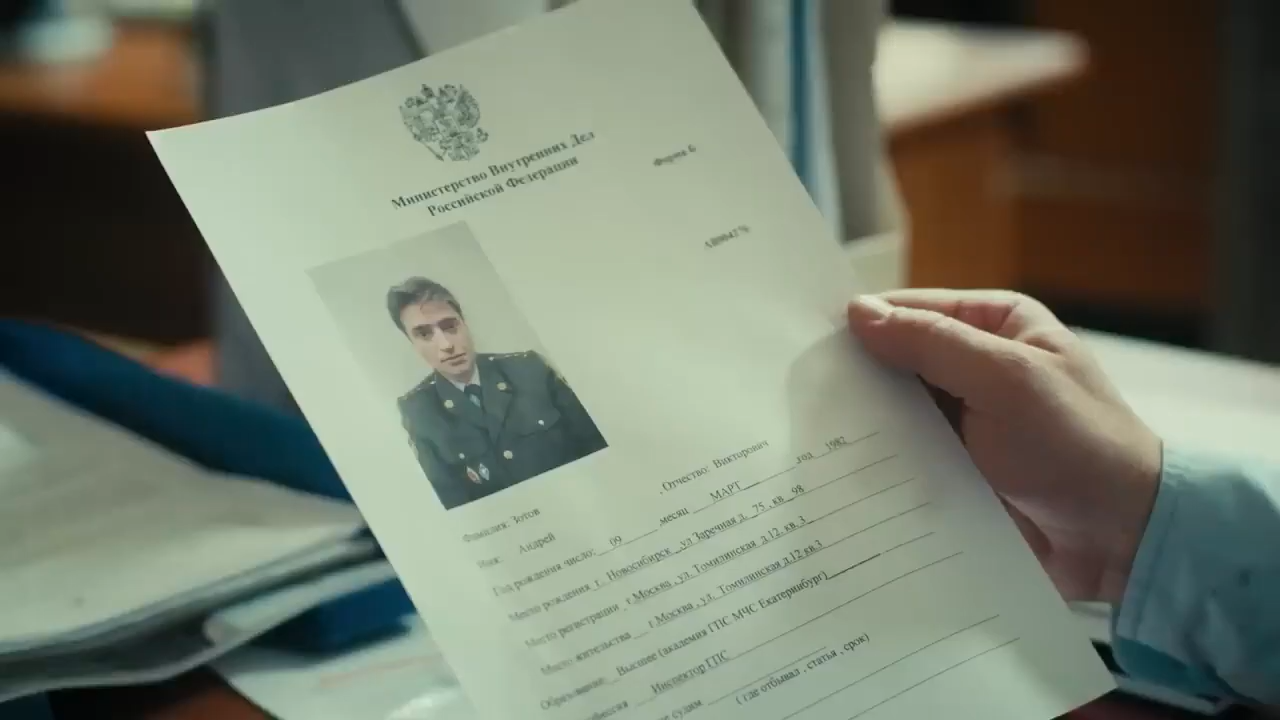 Министерство Внутренних Дел
Российской Федерации
Форма 6
Фамилия: Зотов
Имя: Андрей , Отчество: Викторович
Год рождения число: 09 ,месяц МАРТ ,год 1982
Место рождения г. Новосибирск ,ул Заречная д. 75 , кв 98
Место регистрации г.Москва , ул. Томилинская д.12. кв. 3
Место жительства г.Москва , ул. Томилинская д.12 кв.3
Образование: Высшее (академия ГПС МЧС Екатеринбург)
Инспектор ГПС
( где отбывал , статья , срок)